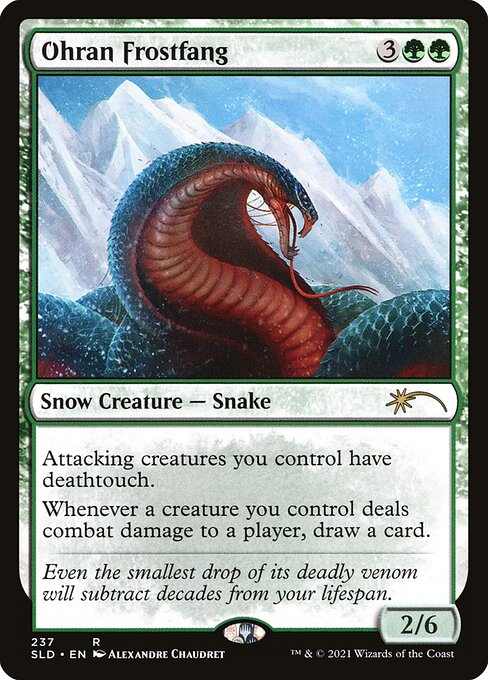 Ohran Frostfang 3
Snow Creature — Snake
Attacking creatures you control have
deathtouch.
Whenever a creature you control deals
combat damage to a player, draw a card.
Even the smallest drop of its deadly venom
will subtract decades from your lifespan.
2/6
237 R
SLD • EN Alexandre Chaudret
™ & © 2021 Wizards of the Coast